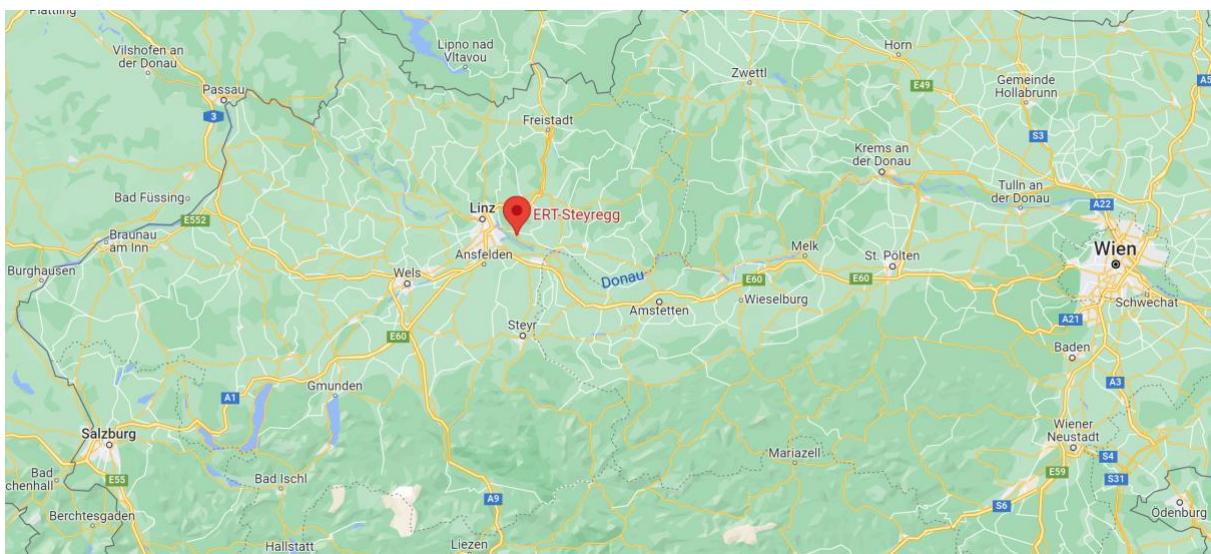 Plattling
Vilshofen an
der Donau
Lipno nad
Vltavou
Horn
Zwettl
E49
Gemeinde
Hollabrunn
A5
Passau
3
Freistadt
S3
Krems an
der Donau
Bad Füssing
Tulln an
der Donau
A22
Linz
ERT-Steyregg
E552
Braunau
am Inn
Ansfelden
Melk
St. Pölten
Wien
Burghausen
Wels
Donau
E60
E60
Schwechat
Amstetten
Wieselburg
A21
Steyr
E60
Baden
Gmunden
A1
A3
Salzburg
Wiener
Neustadt
Mariazell
S4
Bad
chenhall
E55
Bad Ischl
E59
S31
A9
S6
Ödenburg
Berchtesgaden
Hallstatt
Liezen